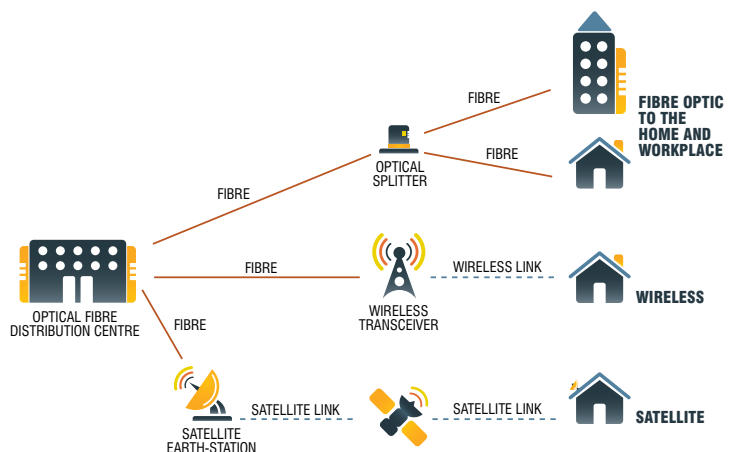 FIBRE
FIBRE OPTIC
TO THE
HOME AND
WORKPLACE
FIBRE
OPTICAL
SPLITTER
FIBRE
FIBRE
WIRELESS LINK
WIRELESS
WIRELESS
TRANSCEIVER
OPTICAL FIBRE
DISTRIBUTION CENTRE
FIBRE
SATELLITE LINK
SATELLITE LINK
SATELLITE
SATELLITE
EARTH-STATION